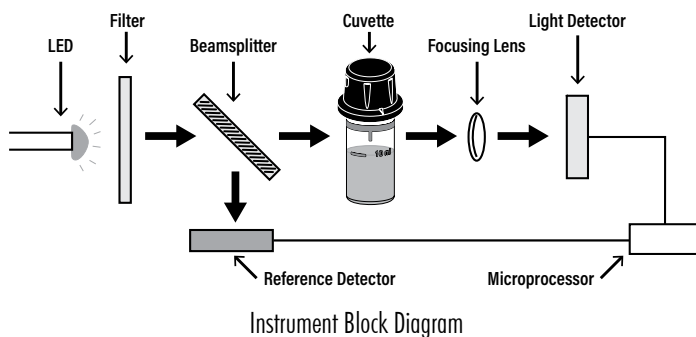 LED
Filter
Beamsplitter
Cuvette
Focusing Lens
Light Detector
10 ml
Reference Detector
Microprocessor
Instrument Block Diagram